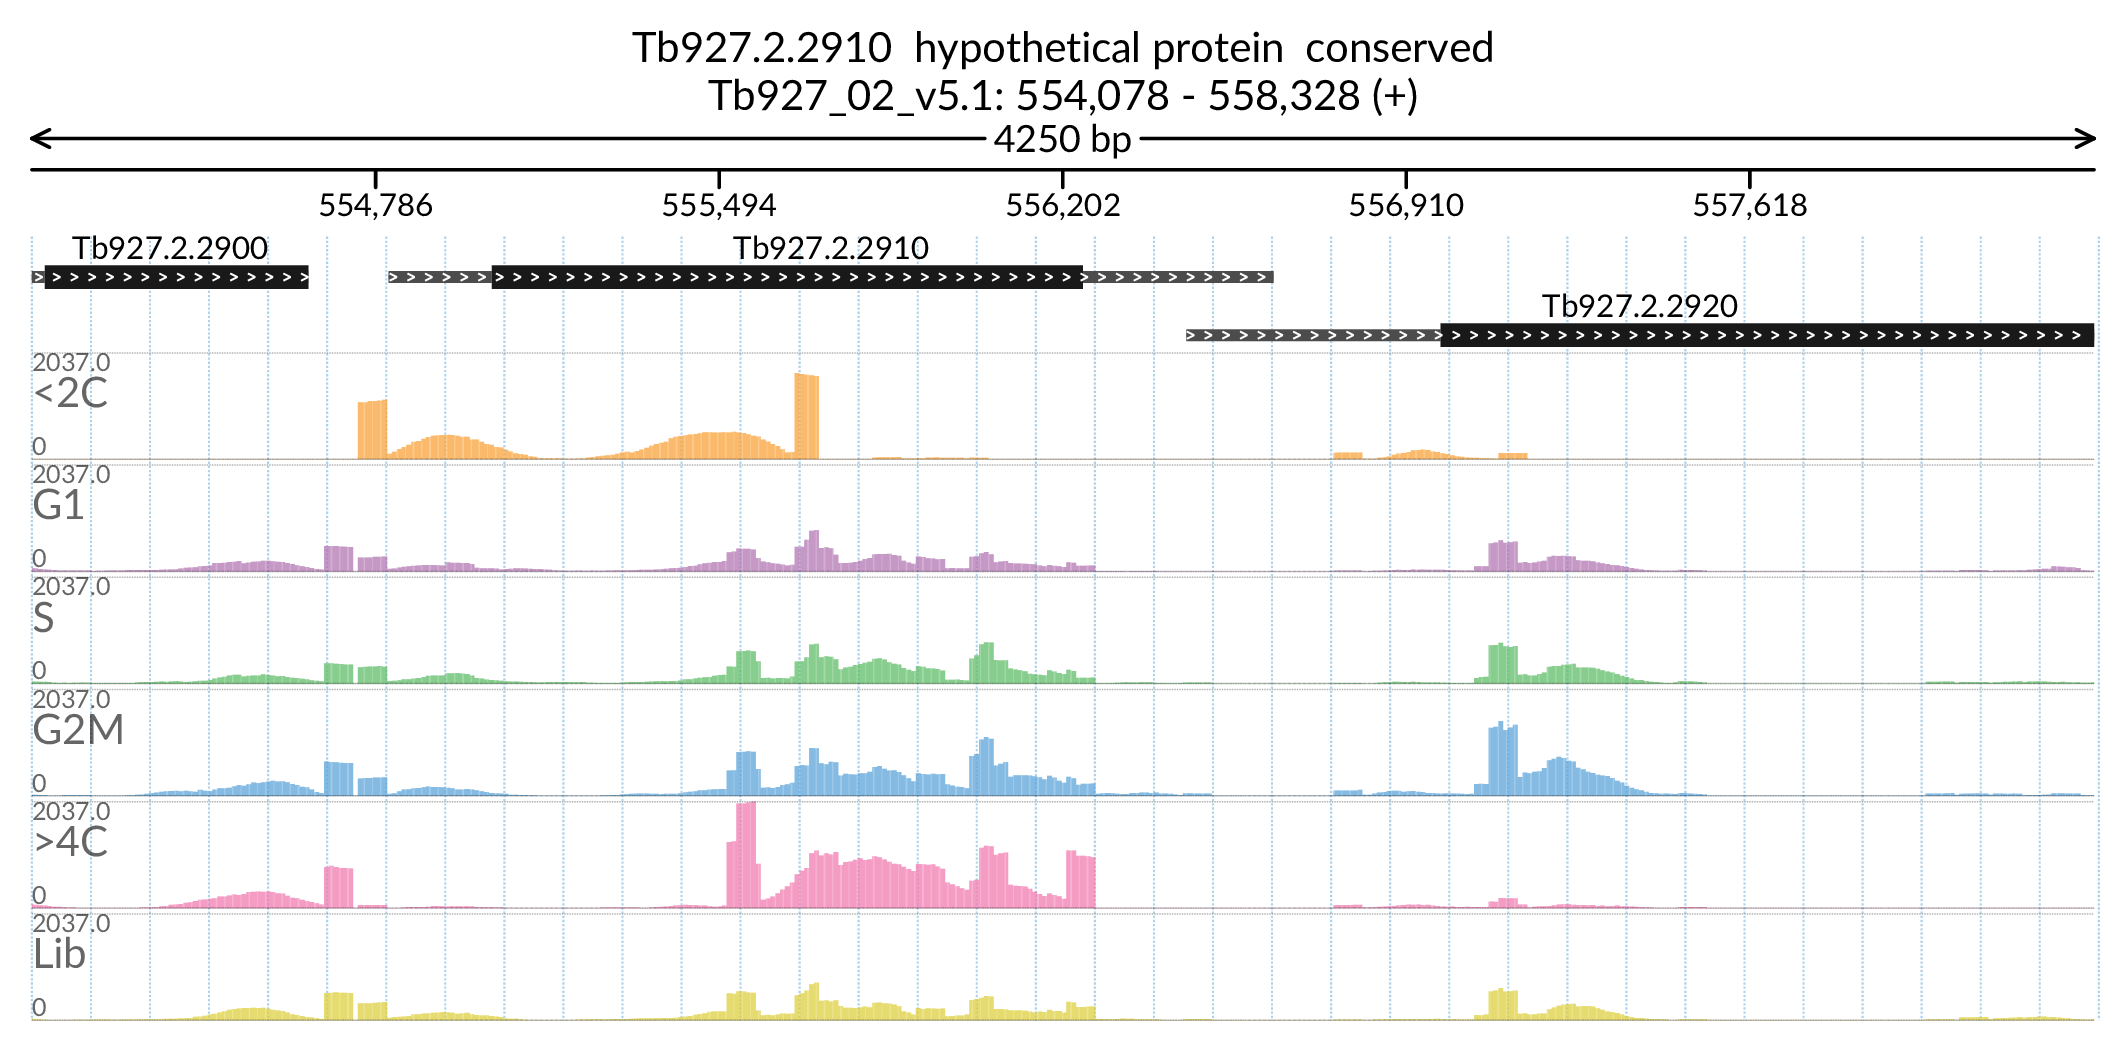 Tb927.2.2910  hypothetical protein  conserved
Tb927_02_v5.1: 554,078 - 558,328 (+)
4250 bp
554,786 555,494 556,202 556,910 557,618
Tb927.2.2900 Tb927.2.2910
Tb927.2.2920
2037.0
<2C
0
2037.0
G1
0
2037.0
S
0
2037.0
G2M
0
2037.0
>4C
0
2037.0
Lib
0